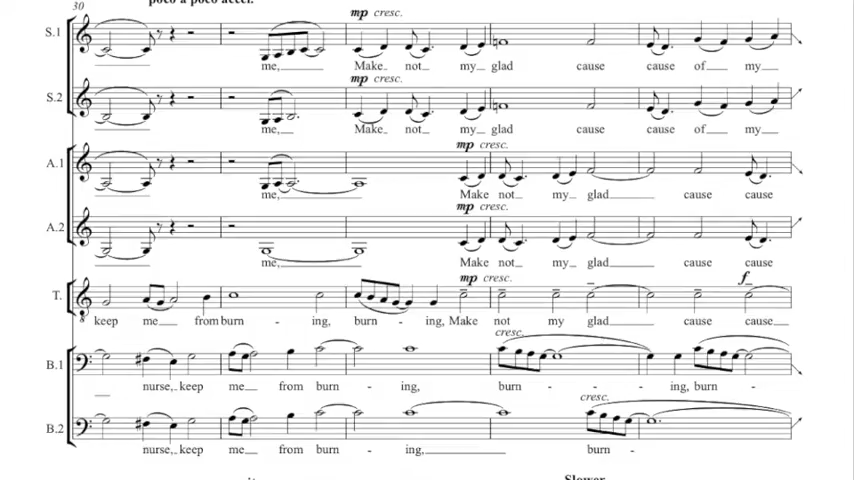 poco a poco accel.
30
mp cresc.
S.1
me, Make not my glad cause cause of my
mp cresc.
S.2
me, Make not my glad cause cause of my
mp cresc.
A.1
me, Make not my glad cause cause
mp cresc.
A.2
me, Make not my glad cause cause
mp cresc. f
T.
keep me from burn - ing, burn - ing, Make not my glad cause cause
cresc.
B.1
nurse, keep me from burn - ing, burn - ing, burn -
cresc.
B.2
nurse, keep me from burn - ing, burn -
Slower